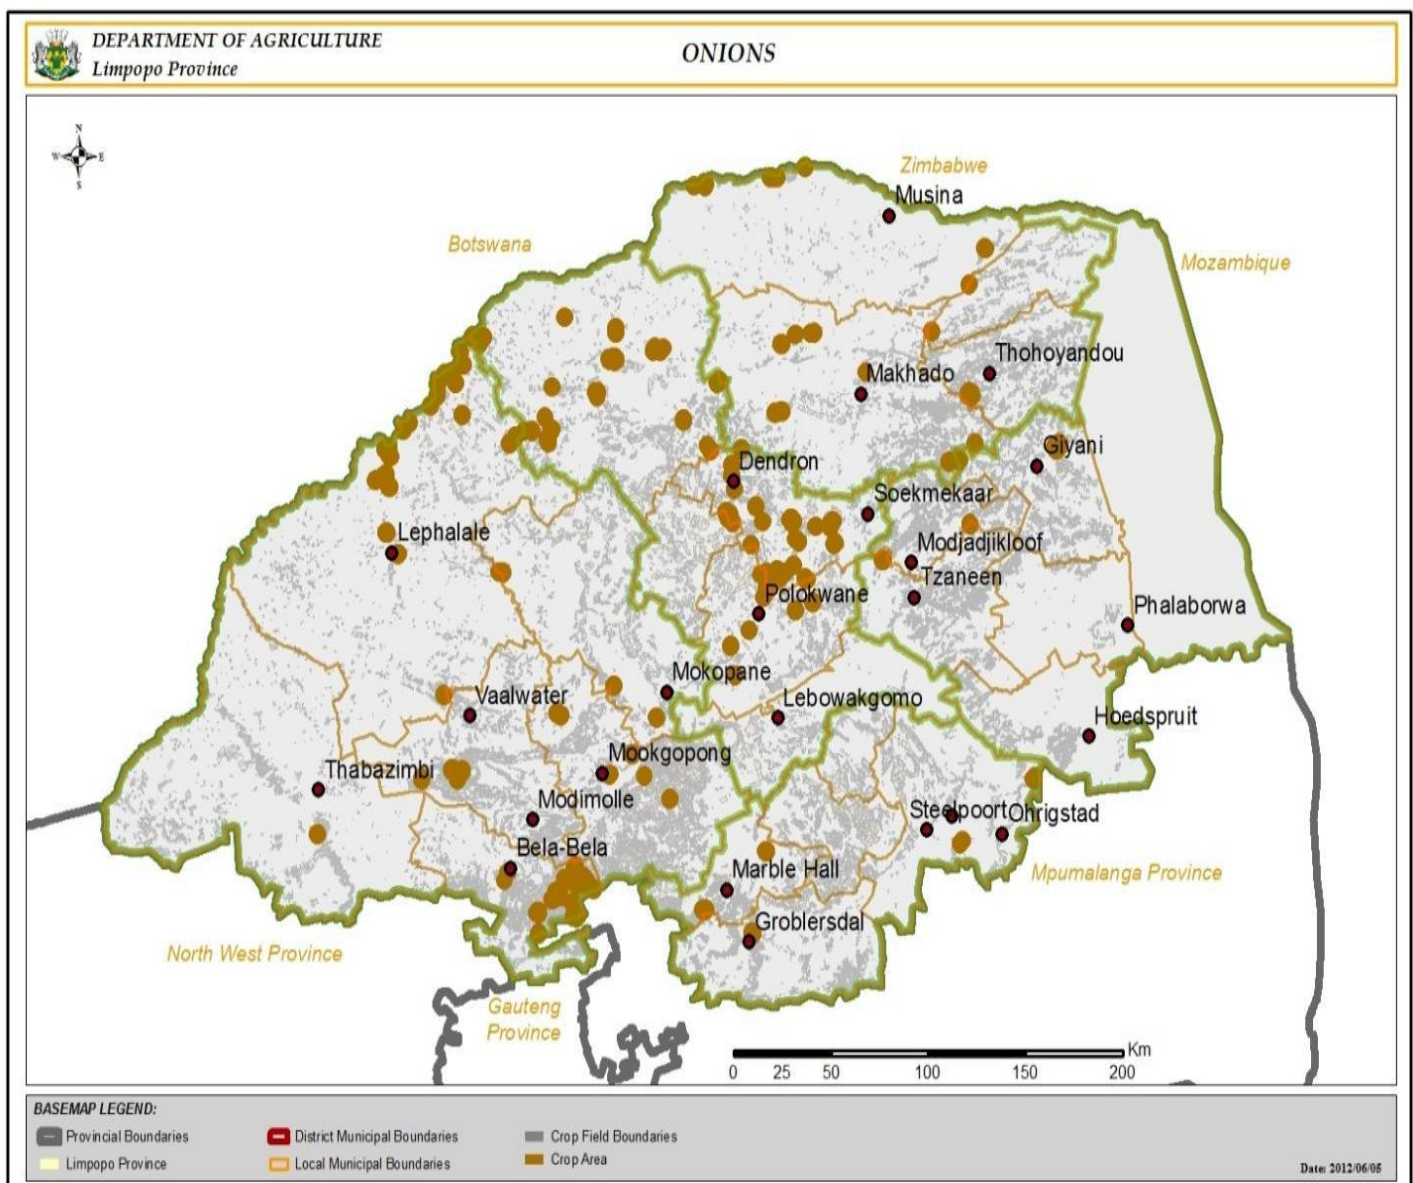 DEPARTMENT OF AGRICULTURE
Limpopo Province
ONIONS
N
W E
S
Zimbabwe
Musina
Botswana
Mozambique
Thohoyandou
Makhado
Giyani
Dendron
Soekmekaar
Lephalale
Modjadjikloof
Tzaneen
Polokwane
Phalaborwa
Mokopane
Vaalwater
Lebowakgomo
Hoedspruit
Mookgopong
Thabazimbi
Modimolle
Steelpoort
Ohrigstad
Bela-Bela
Marble Hall
Mpumalanga Province
Groblersdal
North West Province
Gauteng
Province
Km
0 25 50 100 150 200
BASEMAP LEGEND:
Provincial Boundaries
District Municipal Boundaries
Crop Field Boundaries
Limpopo Province
Local Municipal Boundaries
Crop Area
Date: 2012/06/05